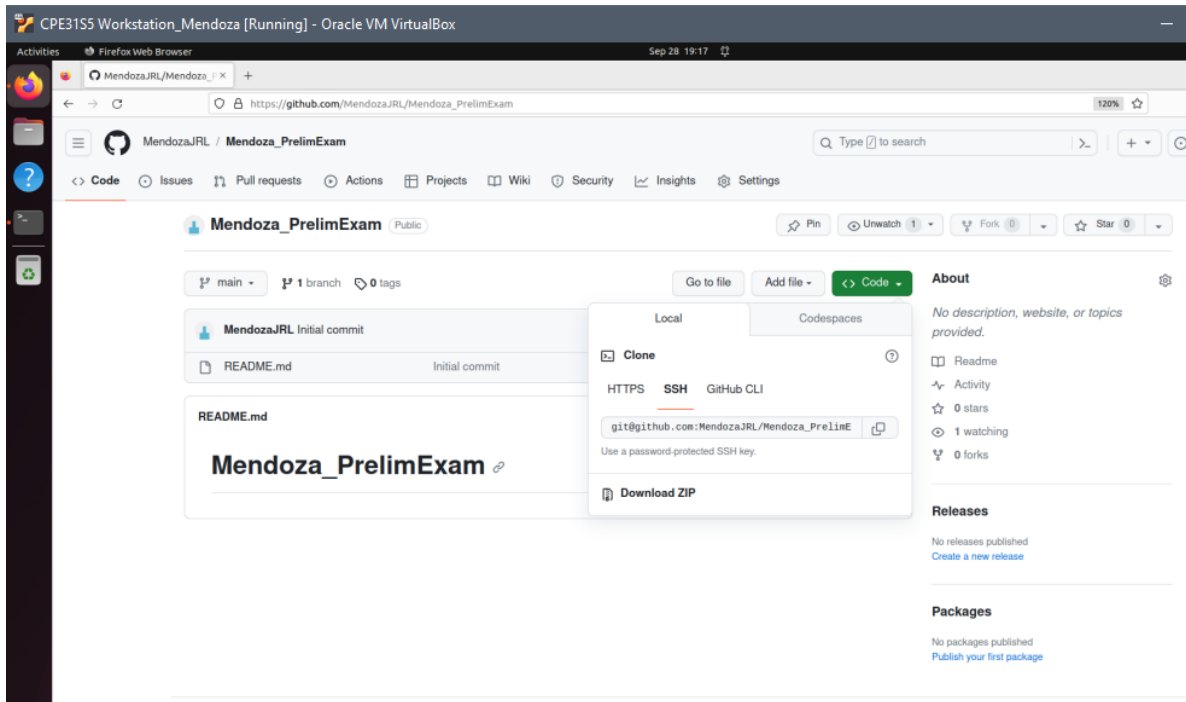 CPE31S5 Workstation_Mendoza [Running] - Oracle VM VirtualBox
Activities Firefox Web Browser Sep 28 19:17
MendozaJRL/Mendoza_P
https://github.com/MendozaJRL/Mendoza_PrelimExam 120%
MendozaJRL / Mendoza_PrelimExam Type / to search
Code Issues Pull requests Actions Projects Wiki Security Insights Settings
Mendoza_PrelimExam Public Pin Unwatch 1 Fork 0 Star 0
main 1 branch 0 tags Go to file Add file Code
MendozaJRL Initial commit
README.md Initial commit
README.md
Mendoza_PrelimExam
Local Codespaces
Clone
HTTPS SSH GitHub CLI
git@github.com:MendozaJRL/Mendoza_PrelimE
Use a password-protected SSH key.
Download ZIP
About
No description, website, or topics
provided.
Readme
Activity
0 stars
1 watching
0 forks
Releases
No releases published
Create a new release
Packages
No packages published
Publish your first package